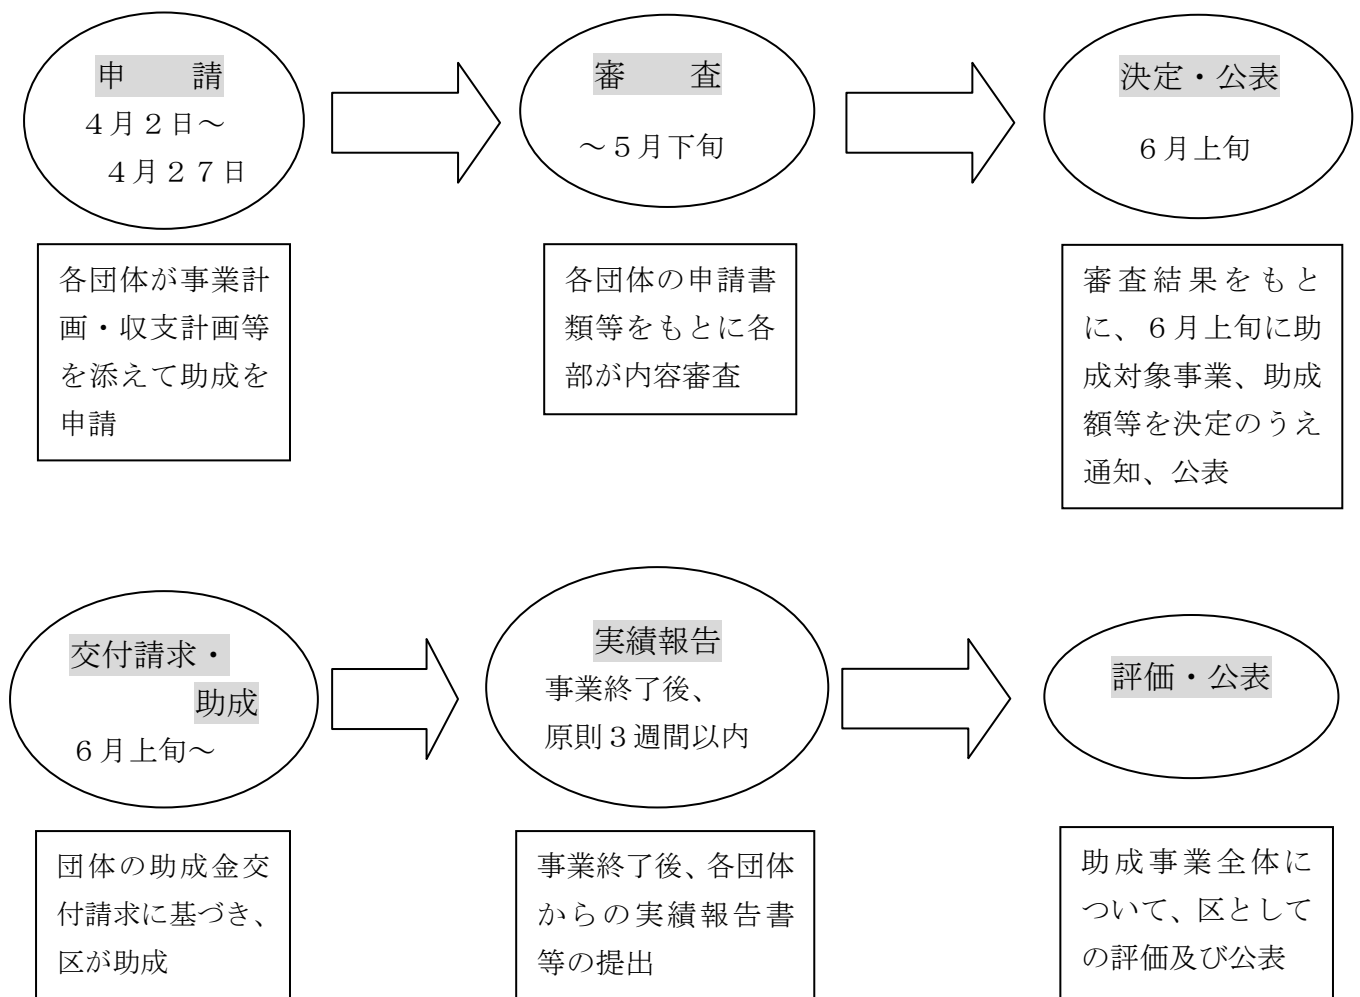 申　　請
４月２日～
４月２７日
各団体が事業計
画・収支計画等
を添えて助成を
申請
審　　査
～５月下旬
各団体の申請書
類等をもとに各
部が内容審査
決定・公表
６月上旬
審査結果をもと
に、６月上旬に助
成対象事業、助成
額等を決定のうえ
通知、公表
交付請求・
助成
６月上旬～
団体の助成金交
付請求に基づき、
区が助成
実績報告
事業終了後、
原則３週間以内
事業終了後、各団体
からの実績報告書
等の提出
評価・公表
助成事業全体に
ついて、区として
の評価及び公表